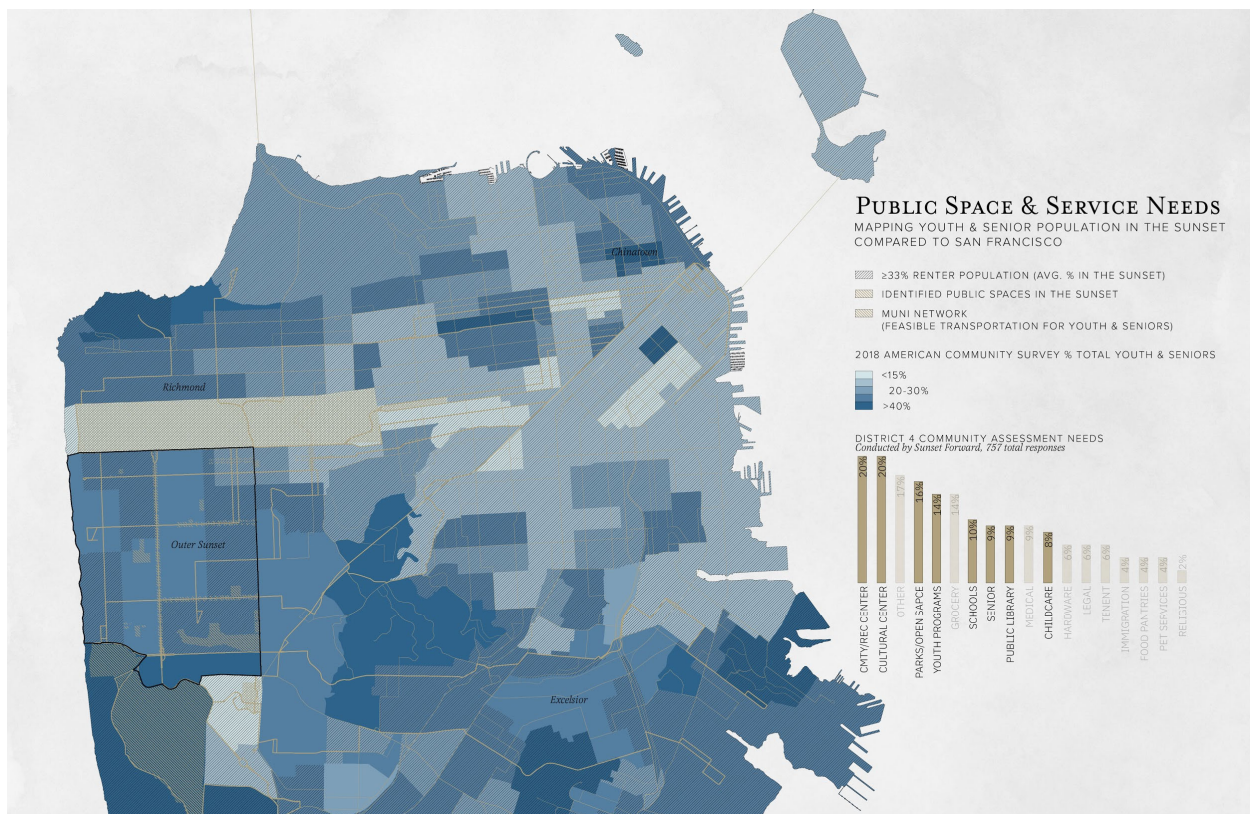 PUBLIC SPACE & SERVICE NEEDS
MAPPING YOUTH & SENIOR POPULATION IN THE SUNSET
COMPARED TO SAN FRANCISCO
≥33% RENTER POPULATION (AVG. % IN THE SUNSET)
IDENTIFIED PUBLIC SPACES IN THE SUNSET
MUNI NETWORK
(FEASIBLE TRANSPORTATION FOR YOUTH & SENIORS)
2018 AMERICAN COMMUNITY SURVEY % TOTAL YOUTH & SENIORS
<15%
20-30%
>40%
DISTRICT 4 COMMUNITY ASSESSMENT NEEDS
Conducted by Sunset Forward, 757 total responses
20%
20%
17%
16%
14%
14%
10%
9%
9%
9%
8%
6%
6%
6%
4%
4%
4%
2%
CMTY/REC CENTER
CULTURAL CENTER
OTHER
PARKS/OPEN SAPCE
YOUTH PROGRAMS
GROCERY
SCHOOLS
SENIOR
PUBLIC LIBRARY
MEDICAL
CHILDCARE
HARDWARE
LEGAL
TENENT
IMMIGRATION
FOOD PANTRIES
PET SERVICES
RELIGIOUS
Chinatown
Richmond
Outer Sunset
Excelsior